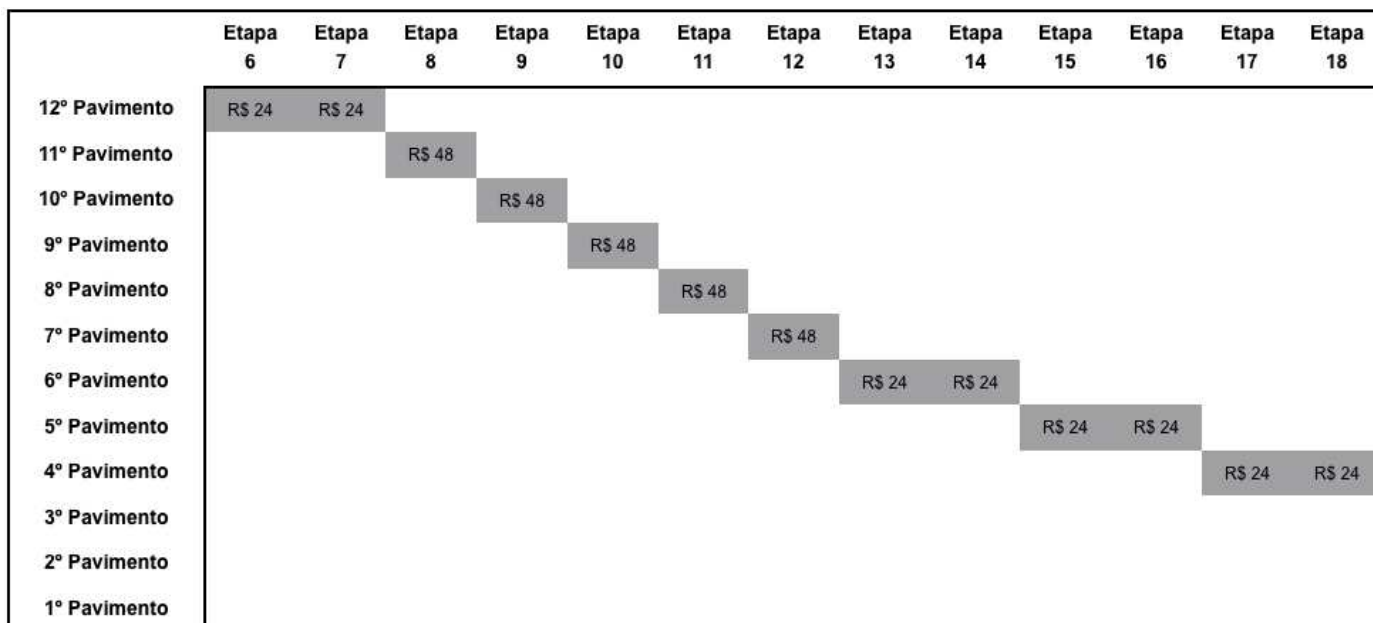 Etapa 6 Etapa 7 Etapa 8 Etapa 9 Etapa 10 Etapa 11 Etapa 12 Etapa 13 Etapa 14 Etapa 15 Etapa 16 Etapa 17 Etapa 18
12º Pavimento R$ 24 R$ 24
11º Pavimento R$ 48
10º Pavimento R$ 48
9º Pavimento R$ 48
8º Pavimento R$ 48
7º Pavimento R$ 48
6º Pavimento R$ 24 R$ 24
5º Pavimento R$ 24 R$ 24
4º Pavimento R$ 24 R$ 24
3º Pavimento
2º Pavimento
1º Pavimento